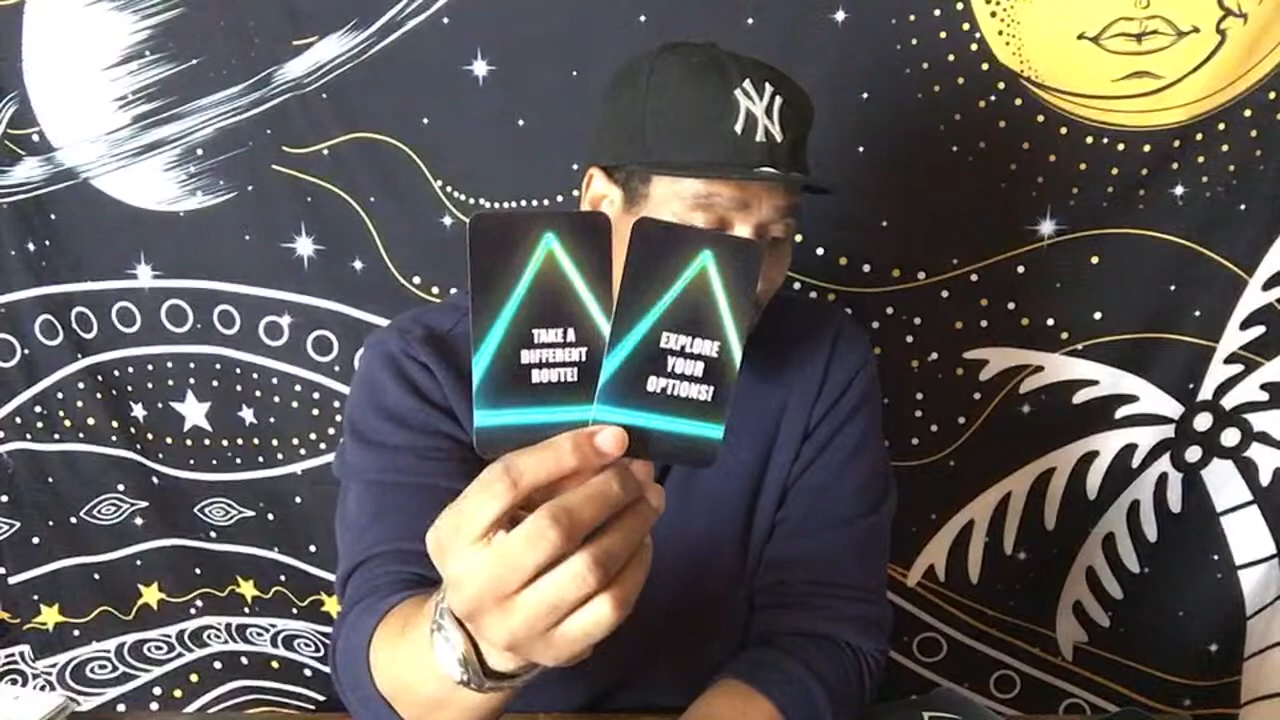 NY
TAKE A
DIFFERENT
ROUTE!
EXPLORE
YOUR
OPTIONS!